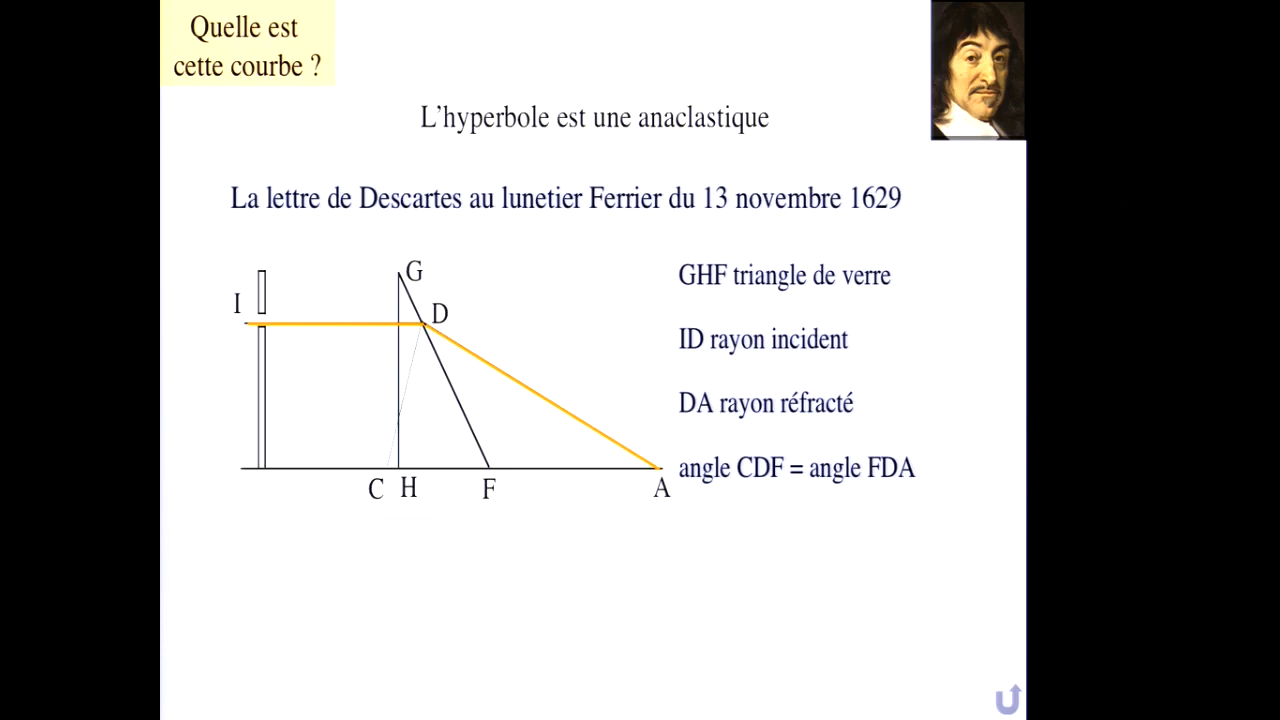 Quelle est
cette courbe ?
L'hyperbole est une anaclastique
La lettre de Descartes au lunetier Ferrier du 13 novembre 1629
G
GHF triangle de verre
I
D
ID rayon incident
DA rayon réfracté
angle CDF = angle FDA
C H F A